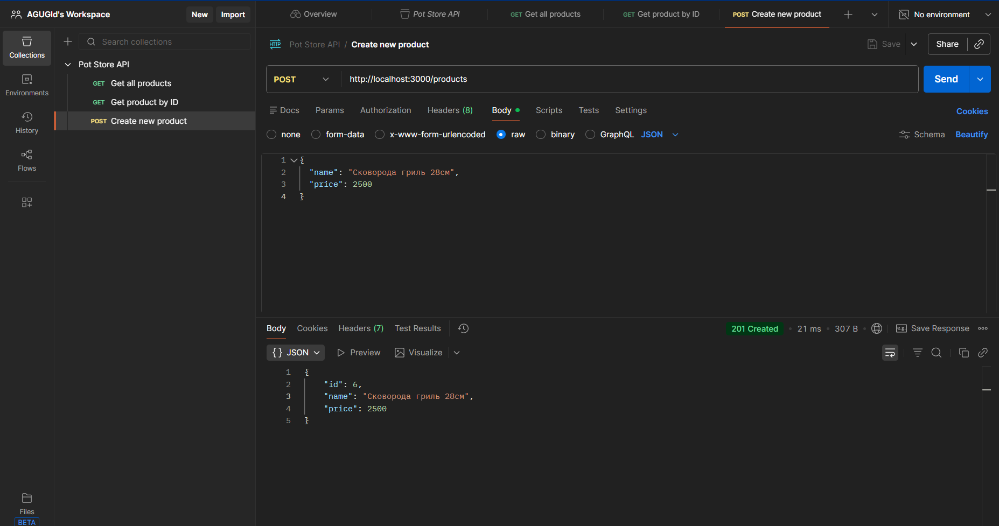 AGUGId's Workspace
New
Import
Overview
Pot Store API
GET Get all products
GET Get product by ID
POST Create new product
No environment
Collections
Environments
History
Flows
Files
BETA
Search collections
Pot Store API
GET Get all products
GET Get product by ID
POST Create new product
HTTP
Pot Store API / Create new product
Save
Share
POST
http://localhost:3000/products
Send
Docs
Params
Authorization
Headers (8)
Body
Scripts
Tests
Settings
Cookies
none
form-data
x-www-form-urlencoded
raw
binary
GraphQL
JSON
Schema
Beautify
1 {
2 "name": "Сковорода гриль 28см",
3 "price": 2500
4 }
Body
Cookies
Headers (7)
Test Results
201 Created
21 ms
307 B
e.g. Save Response
{} JSON
Preview
Visualize
1 {
2 "id": 6,
3 "name": "Сковорода гриль 28см",
4 "price": 2500
5 }